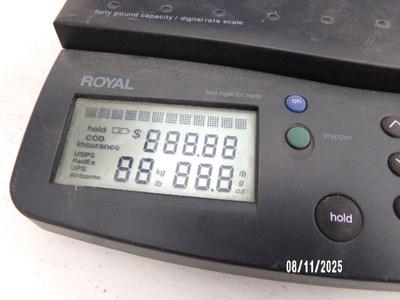 forty pound capacity / digital rate scale
ROYAL
not legal for trade
on
shipper
hold
COD
insurance
USPS
FedEx
UPS
Airborne
$ 888.88
88 kg lb 88.8 lb g oz
hold
08/11/2025